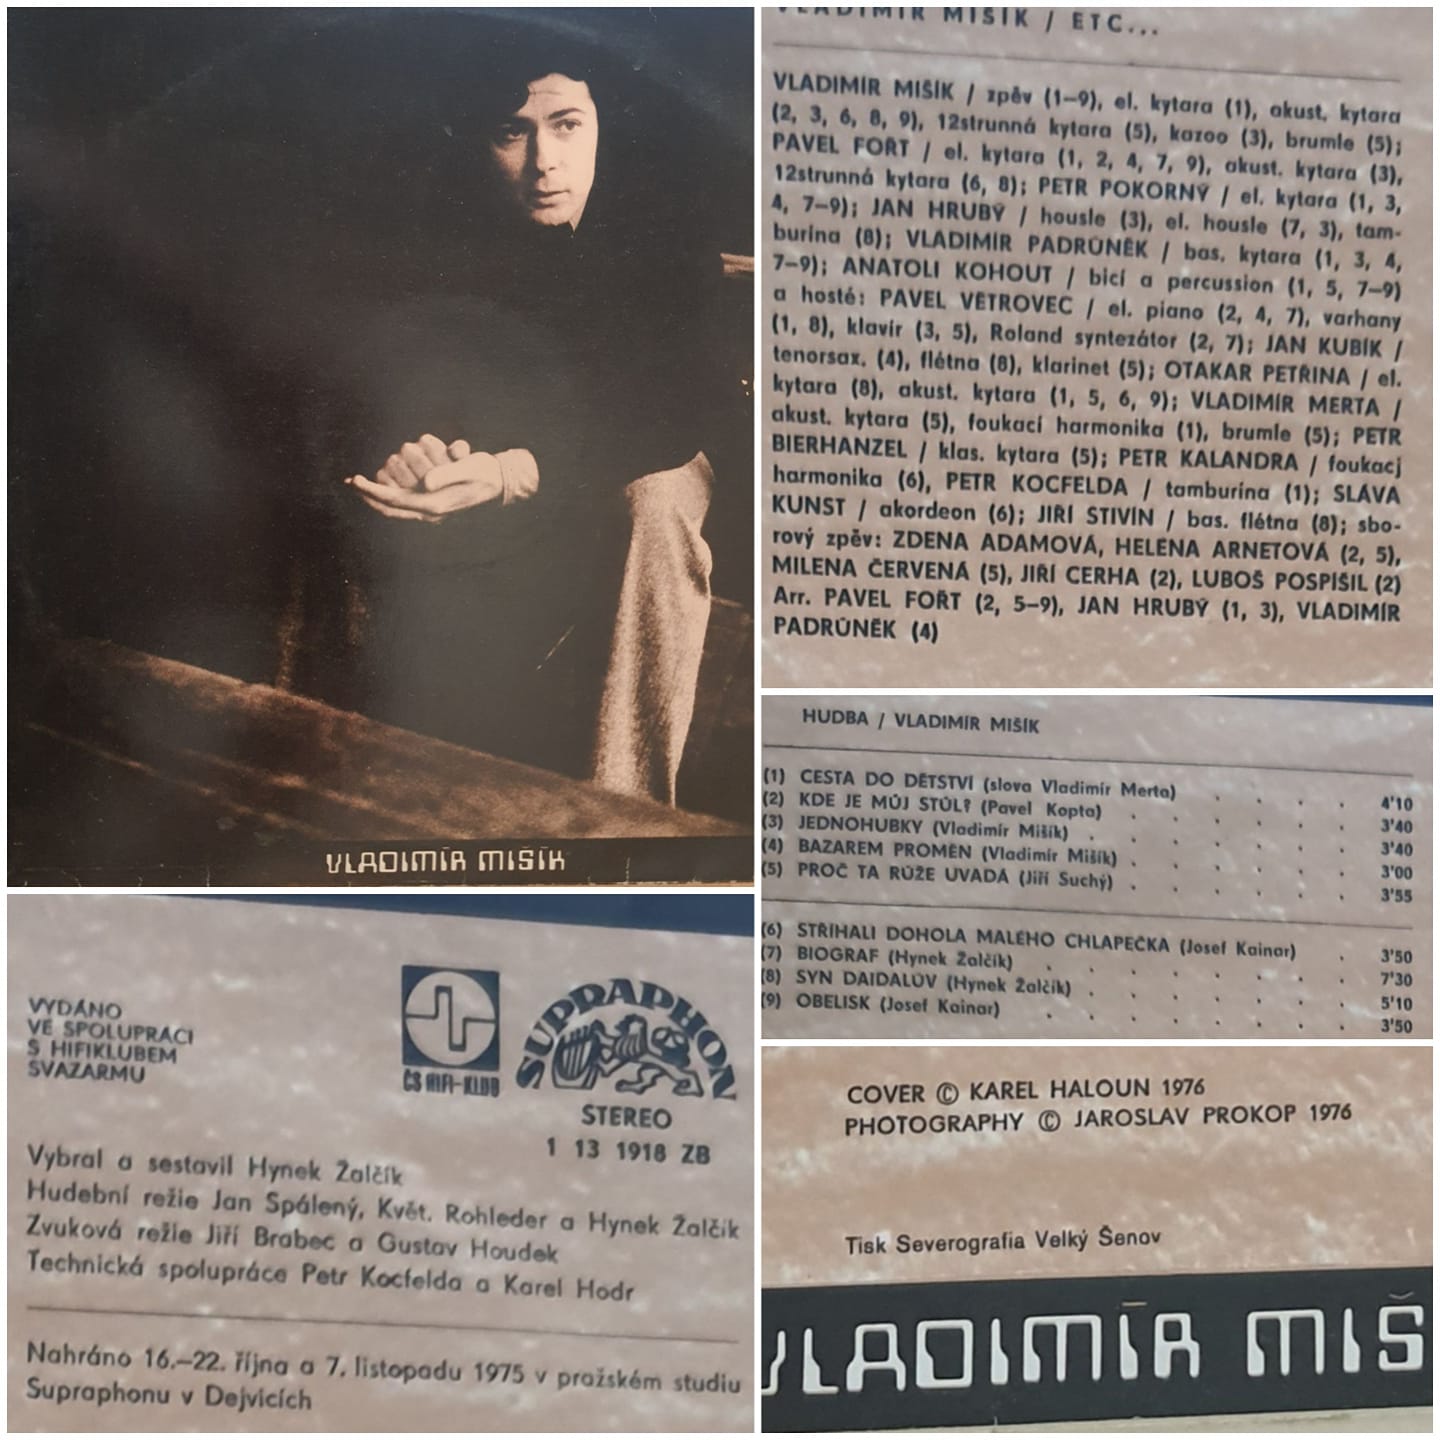 VLADIMÍR MIŠÍK
VLADIMÍR MIŠÍK / ETC...
VLADIMÍR MIŠÍK / zpěv (1–9), el. kytara (1), akust. kytara
(2, 3, 6, 8, 9), 12strunná kytara (5), kazoo (3), brumle (5);
PAVEL FOŘT / el. kytara (1, 2, 4, 7, 9), akust. kytara (3),
12strunná kytara (6, 8); PETR POKORNÝ / el. kytara (1, 3,
4, 7–9); JAN HRUBÝ / housle (3), el. housle (7, 3), tam-
burina (8); VLADIMÍR PADRŮNĚK / bas. kytara (1, 3, 4,
7–9); ANATOLI KOHOUT / bicí a percussion (1, 5, 7–9)
a hosté: PAVEL VĚTROVEC / el. piano (2, 4, 7), varhany
(1, 8), klavír (3, 5), Roland syntezátor (2, 7); JAN KUBÍK /
tenorsax. (4), flétna (8), klarinet (5); OTAKAR PETŘINA / el.
kytara (8), akust. kytara (1, 5, 6, 9); VLADIMÍR MERTA /
akust. kytara (5), foukací harmonika (1), brumle (5); PETR
BIERHANZEL / klas. kytara (5); PETR KALANDRA / foukací
harmonika (6), PETR KOCFELDA / tamburína (1); SLÁVA
KUNST / akordeon (6); JIŘÍ STIVÍN / bas. flétna (8); sbo-
rový zpěv: ZDENA ADAMOVÁ, HELENA ARNETOVÁ (2, 5),
MILENA ČERVENÁ (5), JIŘÍ CERHA (2), LUBOŠ POSPÍŠIL (2)
Arr. PAVEL FOŘT (2, 5–9), JAN HRUBÝ (1, 3), VLADIMÍR
PADRŮNĚK (4)
HUDBA / VLADIMÍR MIŠÍK
(1) CESTA DO DĚTSTVÍ (slova Vladimír Merta) . . . . 4'10
(2) KDE JE MŮJ STŮL? (Pavel Kopta) . . . . . . 3'40
(3) JEDNOHUBKY (Vladimír Mišík) . . . . . . 3'40
(4) BAZAREM PROMĚN (Vladimír Mišík) . . . . . . 3'00
(5) PROČ TA RŮŽE UVADÁ (Jiří Suchý) . . . . . . 3'55
(6) STŘÍHALI DOHOLA MALÉHO CHLAPEČKA (Josef Kainar) . 3'50
(7) BIOGRAF (Hynek Žalčík) . . . . . . . . 7'30
(8) SYN DAIDALŮV (Hynek Žalčík) . . . . . . . 5'10
(9) OBELISK (Josef Kainar) . . . . . . . . 3'50
VYDÁNO
VE SPOLUPRÁCI
S HIFIKLUBEM
SVAZARMU
ČS HIFI-KLUB
SUPRAPHON
STEREO
1 13 1918 ZB
Vybral a sestavil Hynek Žalčík
Hudební režie Jan Spálený, Květ. Rohleder a Hynek Žalčík
Zvuková režie Jiří Brabec a Gustav Houdek
Technická spolupráce Petr Kocfelda a Karel Hodr
Nahráno 16.–22. října a 7. listopadu 1975 v pražském studiu
Supraphonu v Dejvicích
COVER © KAREL HALOUN 1976
PHOTOGRAPHY © JAROSLAV PROKOP 1976
Tisk Severografia Velký Šenov
VLADIMÍR MIŠ